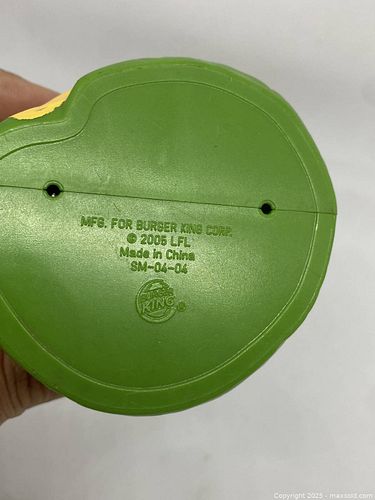 MFG. FOR BURGER KING CORP.
© 2005 LFL
Made in China
SM-04-04
BURGER
KING
®
Copyright 2025 - maxsold.com